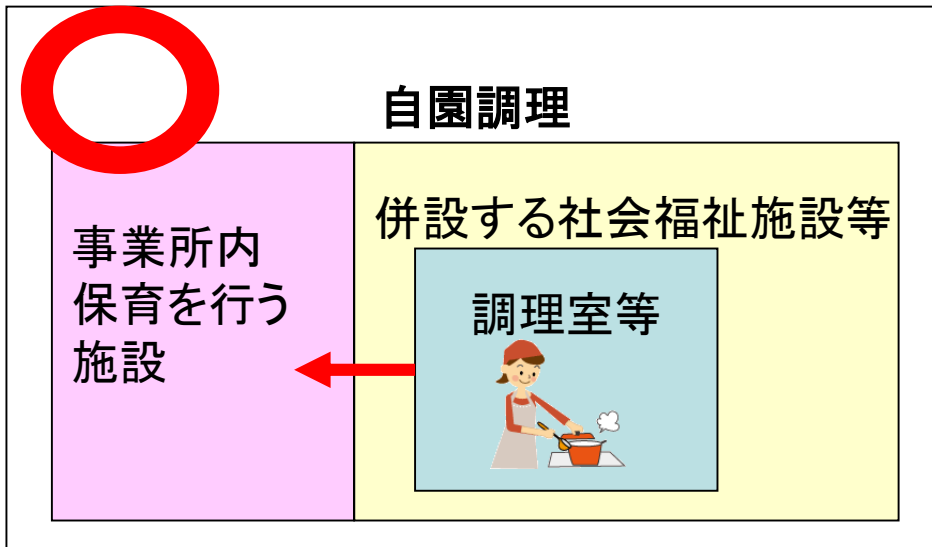 自園調理
併設する社会福祉施設等
事業所内
保育を行う
施設
調理室等